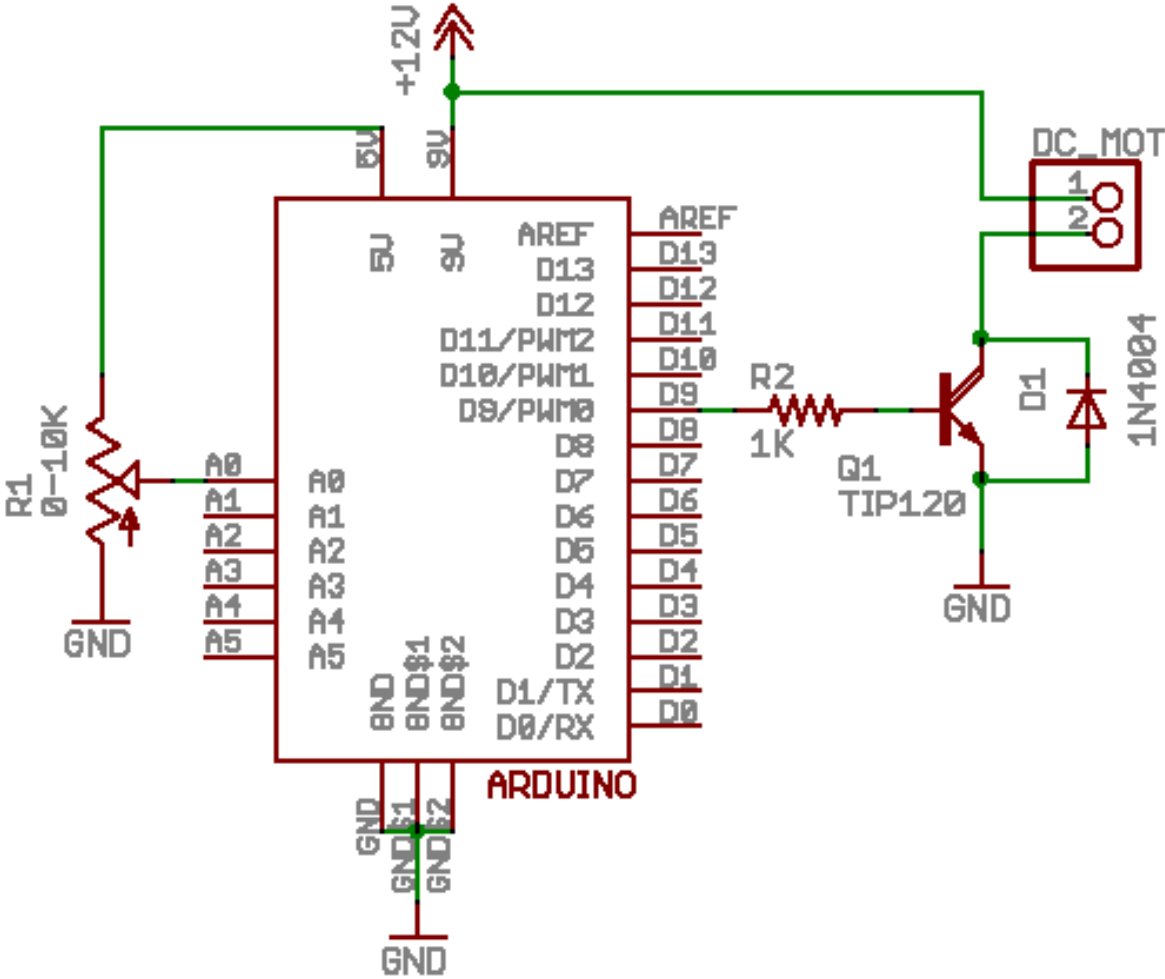 +12V
5V
9V
DC_MOT
1
2
5V
9V
AREF
D13
D12
D11/PWM2
D10/PWM1
D9/PWM0
D8
D7
D6
D5
D4
D3
D2
D1/TX
D0/RX
AREF
D13
D12
D11
D10
D9
D8
D7
D6
D5
D4
D3
D2
D1
D0
R1
0-10K
GND
A0
A1
A2
A3
A4
A5
A0
A1
A2
A3
A4
A5
R2
1K
Q1
TIP120
D1
1N4004
GND
GND
GND$1
GND$2
ARDUINO
GND
GND$1
GND$2
GND